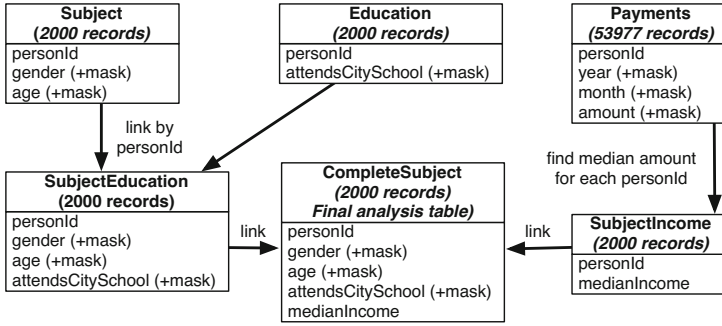 Subject
(2000 records)
personId
gender (+mask)
age (+mask)
Education
(2000 records)
personId
attendsCitySchool (+mask)
Payments
(53977 records)
personId
year (+mask)
month (+mask)
amount (+mask)
link by
personId
find median amount
for each personId
SubjectEducation
(2000 records)
personId
gender (+mask)
age (+mask)
attendsCitySchool (+mask)
link
CompleteSubject
(2000 records)
Final analysis table)
personId
gender (+mask)
age (+mask)
attendsCitySchool (+mask)
medianIncome
link
SubjectIncome
(2000 records)
personId
medianIncome